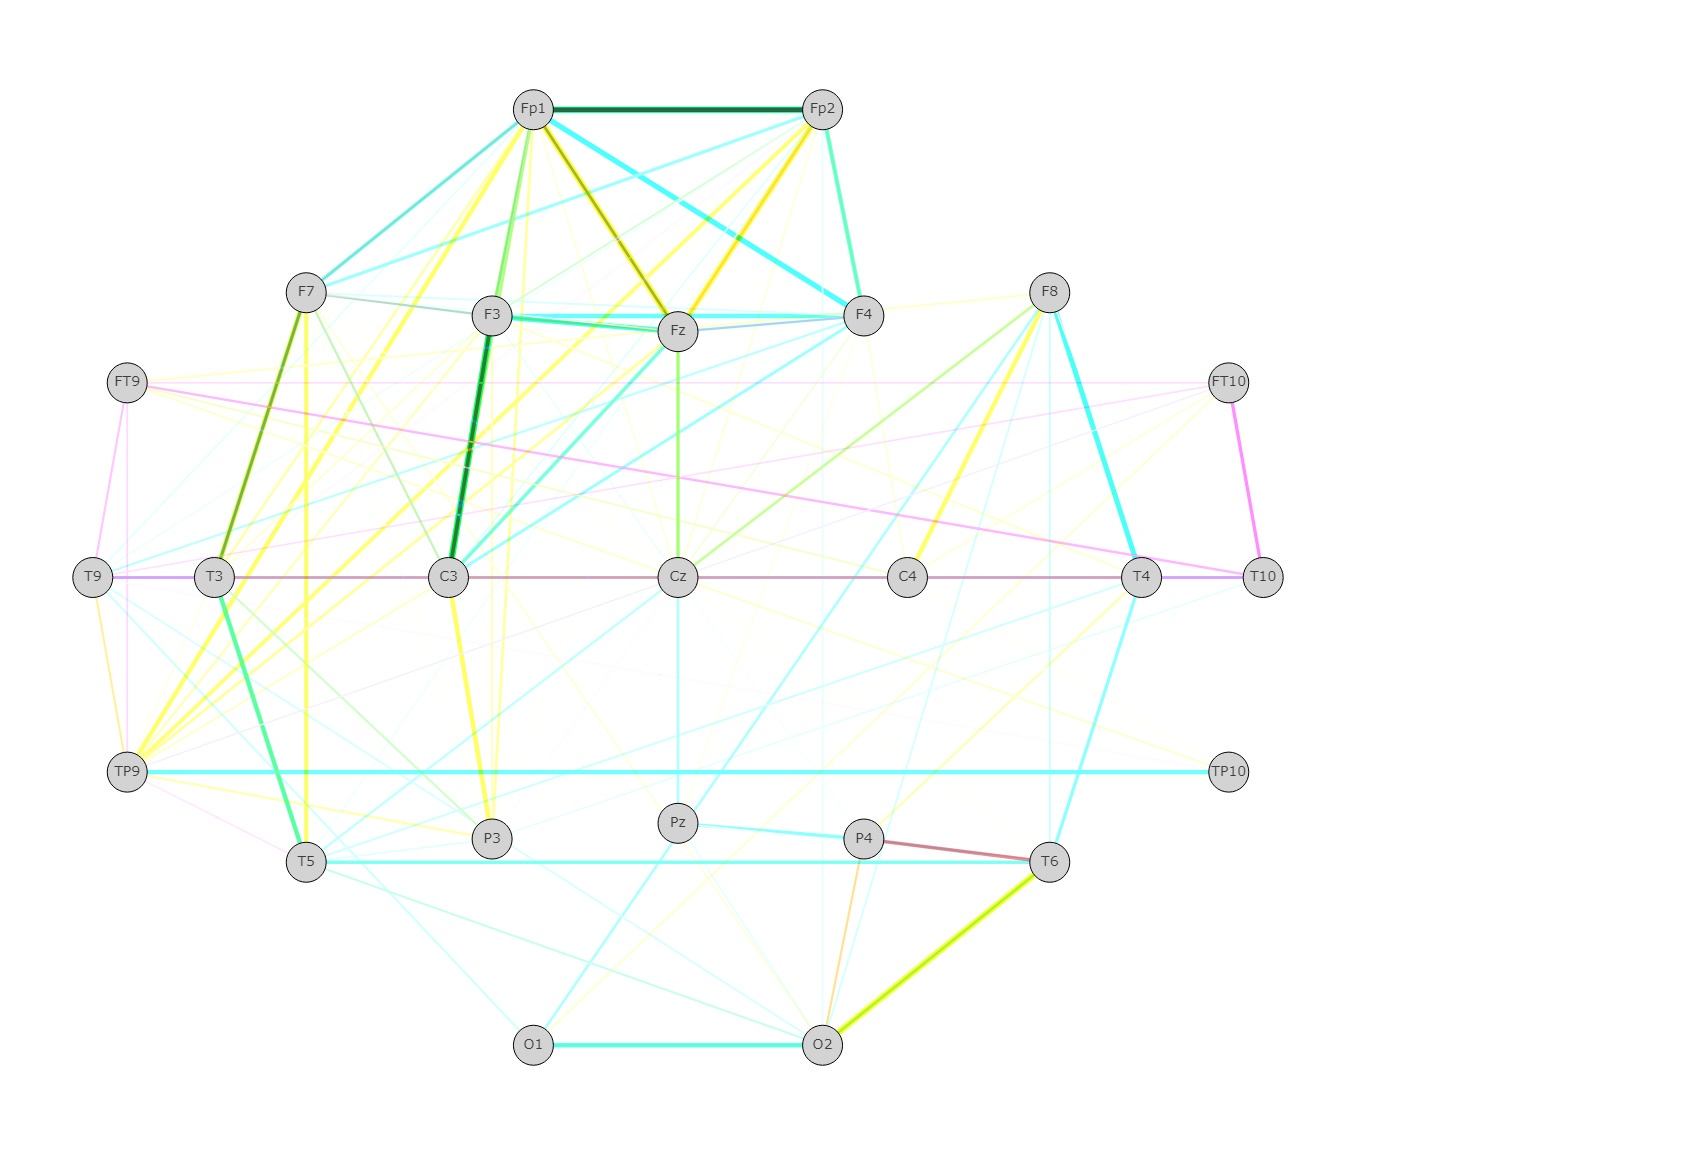 Fp1 Fp2
F7 F3 Fz F4 F8
FT9 FT10
T9 T3 C3 Cz C4 T4 T10
TP9 TP10
T5 P3 Pz P4 T6
O1 O2